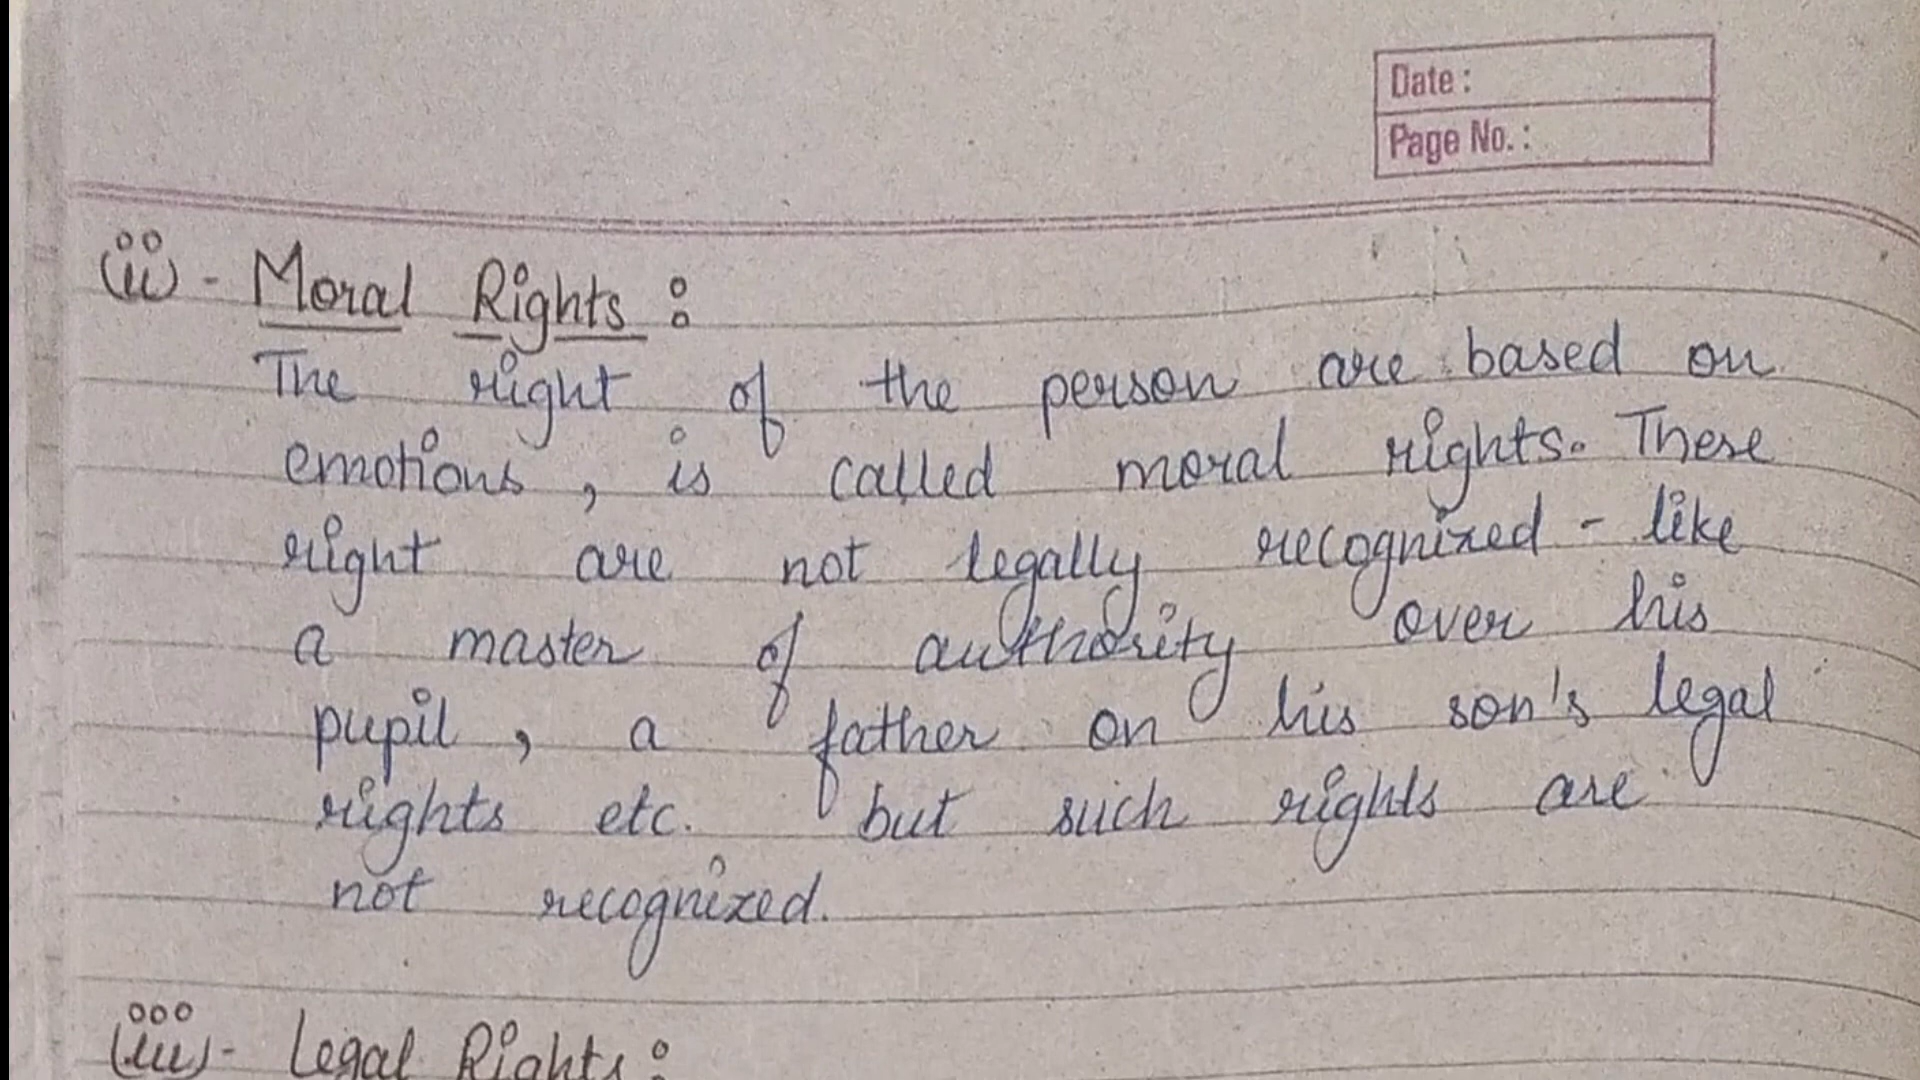 Date :
Page No. :
(ii) - Moral Rights :
The right of the person are based on
emotions, is called moral rights. These
right are not legally recognized - like
a master of authority over his
pupil, a father on his son's legal
rights etc. but such rights are
not recognized.
(iii) - Legal Rights :